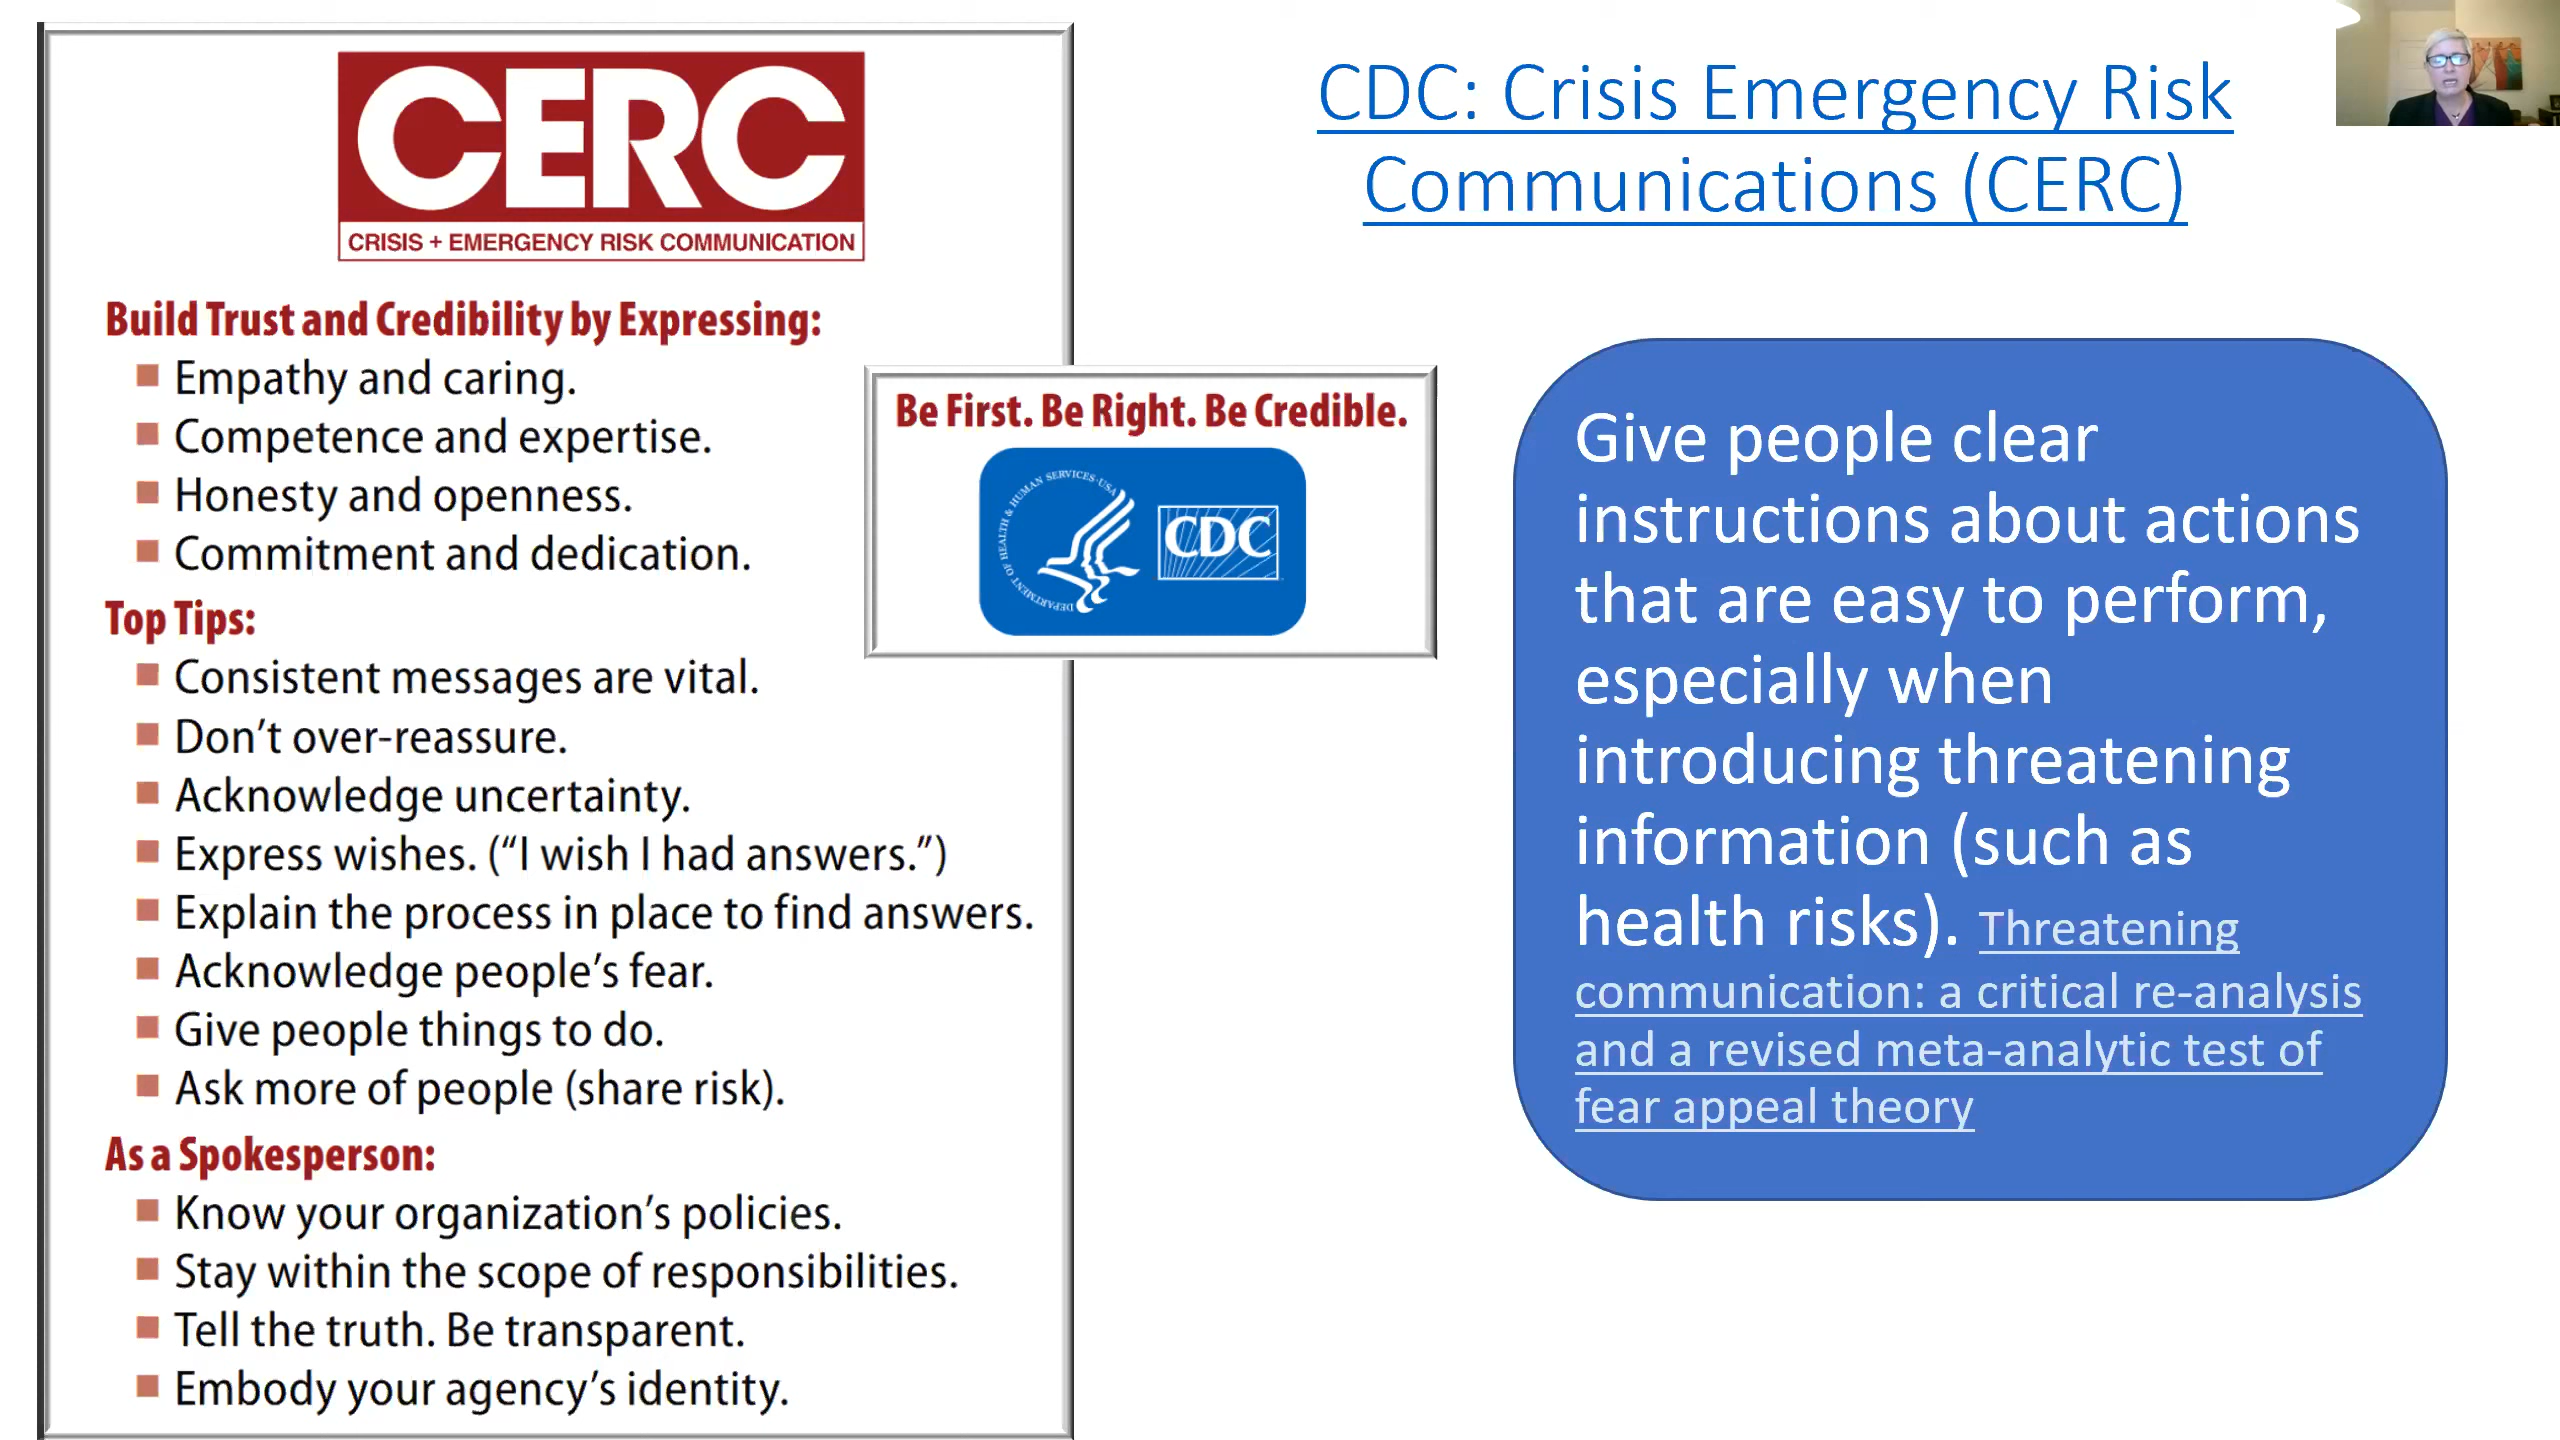 CERC
CRISIS + EMERGENCY RISK COMMUNICATION
Build Trust and Credibility by Expressing:
Empathy and caring.
Competence and expertise.
Honesty and openness.
Commitment and dedication.
Top Tips:
Consistent messages are vital.
Don’t over-reassure.
Acknowledge uncertainty.
Express wishes. (“I wish I had answers.”)
Explain the process in place to find answers.
Acknowledge people’s fear.
Give people things to do.
Ask more of people (share risk).
As a Spokesperson:
Know your organization’s policies.
Stay within the scope of responsibilities.
Tell the truth. Be transparent.
Embody your agency’s identity.
Be First. Be Right. Be Credible.
DEPARTMENT OF HEALTH & HUMAN SERVICES·USA
CDC
CDC: Crisis Emergency Risk
Communications (CERC)
Give people clear
instructions about actions
that are easy to perform,
especially when
introducing threatening
information (such as
health risks). Threatening
communication: a critical re-analysis
and a revised meta-analytic test of
fear appeal theory